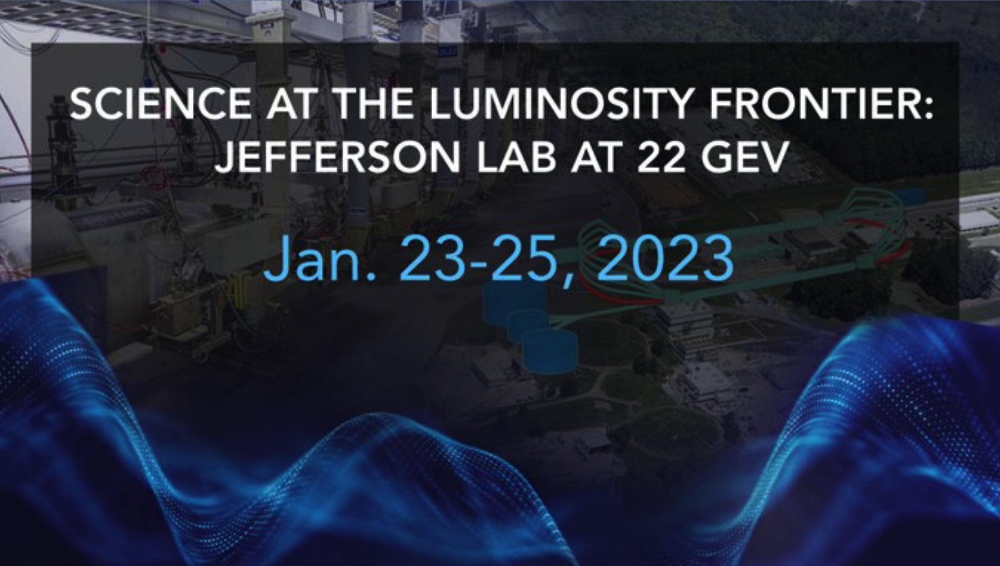 SCIENCE AT THE LUMINOSITY FRONTIER:
JEFFERSON LAB AT 22 GEV
Jan. 23-25, 2023